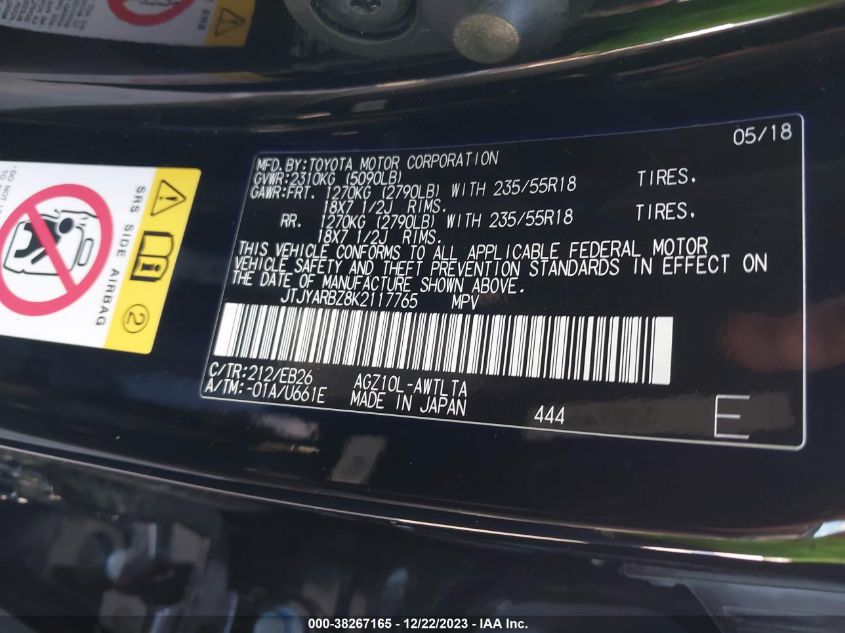 05/18
MFD.BY:TOYOTA MOTOR CORPORATION
GVWR:2310KG (5090LB)
GAWR:FRT. 1270KG (2790LB) WITH 235/55R18 TIRES,
18X7 1/2J RIMS.
RR. 1270KG (2790LB) WITH 235/55R18 TIRES,
18X7 1/2J RIMS.
THIS VEHICLE CONFORMS TO ALL APPLICABLE FEDERAL MOTOR
VEHICLE SAFETY AND THEFT PREVENTION STANDARDS IN EFFECT ON
THE DATE OF MANUFACTURE SHOWN ABOVE.
JTJYARBZ8K2117765 MPV
C/TR:212/EB26 AGZ10L-AWTLTA
A/TM:-01A/U661E MADE IN JAPAN
444 E
SRS SIDE AIRBAG
2
000-38267165 - 12/22/2023 - IAA Inc.